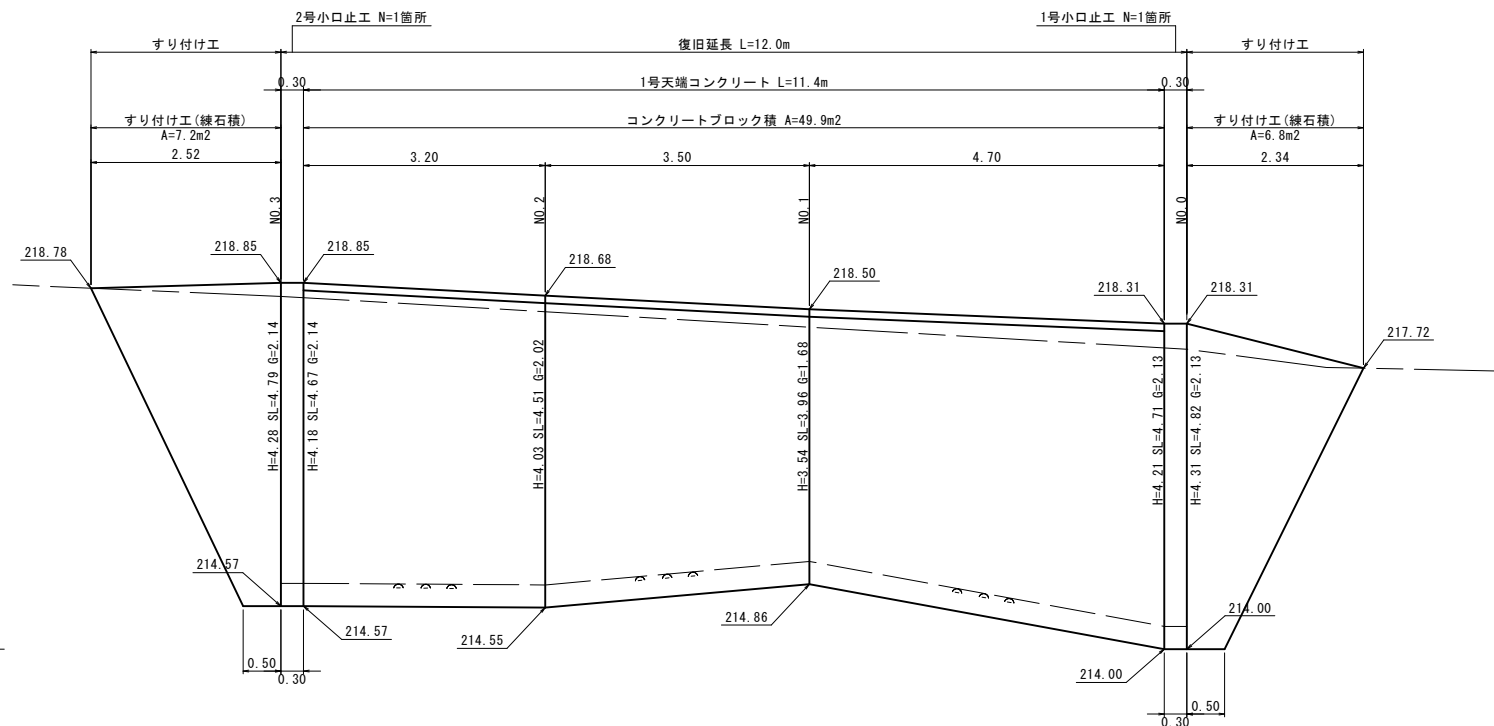 2号小口止工 N=1箇所
1号小口止工 N=1箇所
すり付け工
復旧延長 L=12.0m
すり付け工
0.30
1号天端コンクリート L=11.4m
0.30
すり付け工(練石積)
A=7.2m2
コンクリートブロック積 A=49.9m2
すり付け工(練石積)
A=6.8m2
2.52
3.20
3.50
4.70
2.34
NO.3
NO.2
NO.1
NO.0
218.78
218.85
218.85
218.68
218.50
218.31
218.31
217.72
H=4.28 SL=4.79 G=2.14
H=4.18 SL=4.67 G=2.14
H=4.03 SL=4.51 G=2.02
H=3.54 SL=3.96 G=1.68
H=4.21 SL=4.71 G=2.13
H=4.31 SL=4.82 G=2.13
214.57
214.57
214.55
214.86
214.00
214.00
0.50
0.30
0.50
0.30